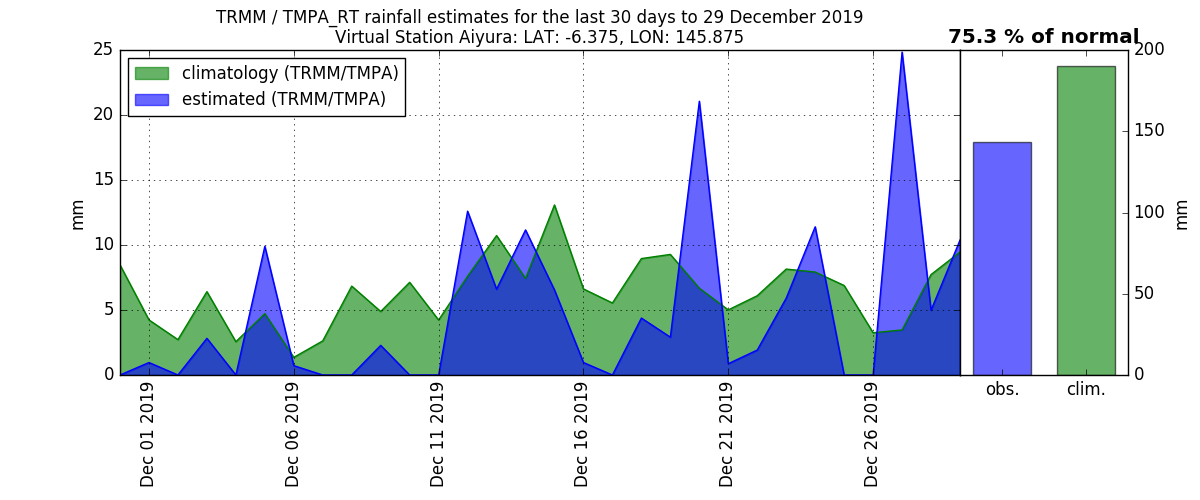 TRMM / TMPA_RT rainfall estimates for the last 30 days to 29 December 2019
Virtual Station Aiyura: LAT: -6.375, LON: 145.875
75.3 % of normal
climatology (TRMM/TMPA)
estimated (TRMM/TMPA)
25
20
15
10
5
0
mm
200
150
100
50
0
mm
Dec 01 2019
Dec 06 2019
Dec 11 2019
Dec 16 2019
Dec 21 2019
Dec 26 2019
obs.
clim.